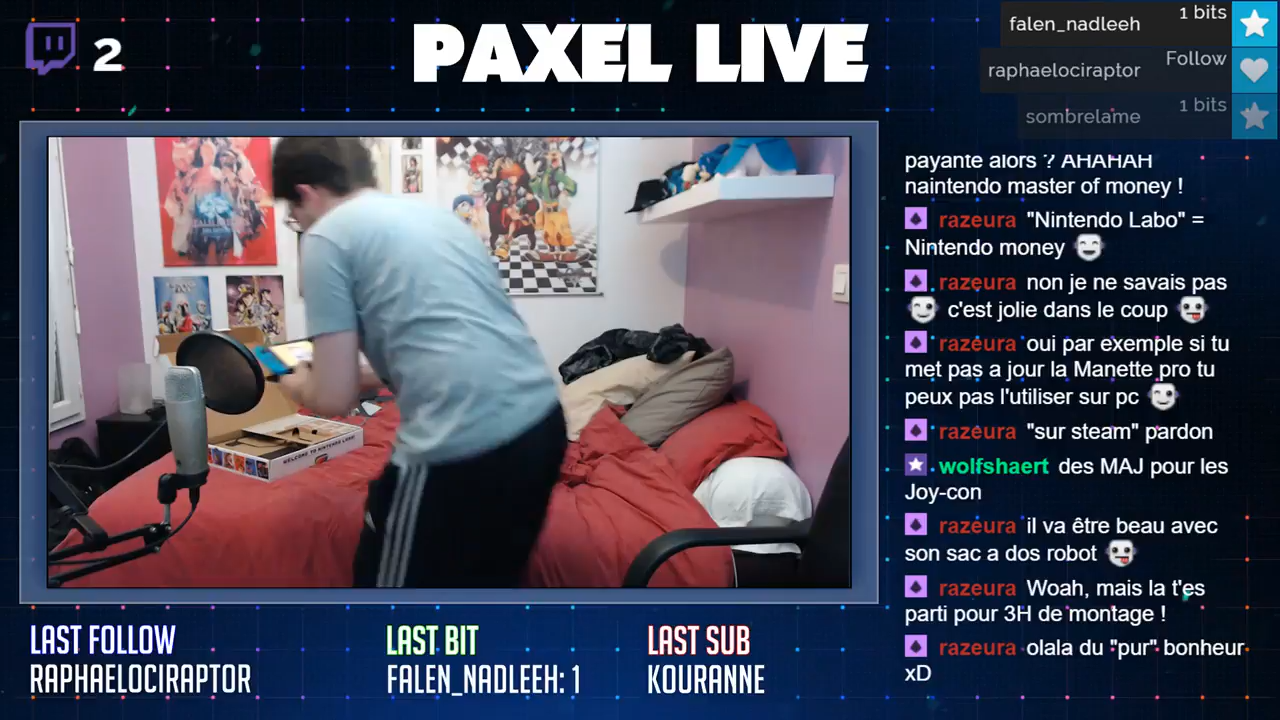 2
PAXEL LIVE
falen_nadleeh 1 bits
raphaelociraptor Follow
sombrelame 1 bits
payante alors ? AHAHAH
naintendo master of money !
razeura "Nintendo Labo" =
Nintendo money
razeura non je ne savais pas
c'est jolie dans le coup
razeura oui par exemple si tu
met pas a jour la Manette pro tu
peux pas l'utiliser sur pc
razeura "sur steam" pardon
wolfshaert des MAJ pour les
Joy-con
razeura il va être beau avec
son sac a dos robot
razeura Woah, mais la t'es
parti pour 3H de montage !
razeura olala du "pur" bonheur
xD
WELCOME TO NINTENDO LABO
LAST FOLLOW
RAPHAELOCIRAPTOR
LAST BIT
FALEN_NADLEEH: 1
LAST SUB
KOURANNE